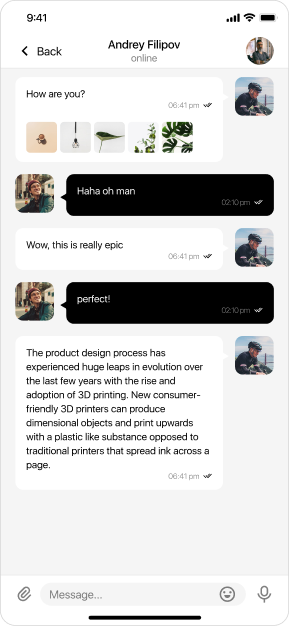 9:41
Back
Andrey Filipov
online
How are you?
06:41 pm
Haha oh man
02:10 pm
Wow, this is really epic
06:41 pm
perfect!
02:10 pm
The product design process has
experienced huge leaps in evolution over
the last few years with the rise and
adoption of 3D printing. New consumer-
friendly 3D printers can produce
dimensional objects and print upwards
with a plastic like substance opposed to
traditional printers that spread ink across a
page.
06:41 pm
Message...